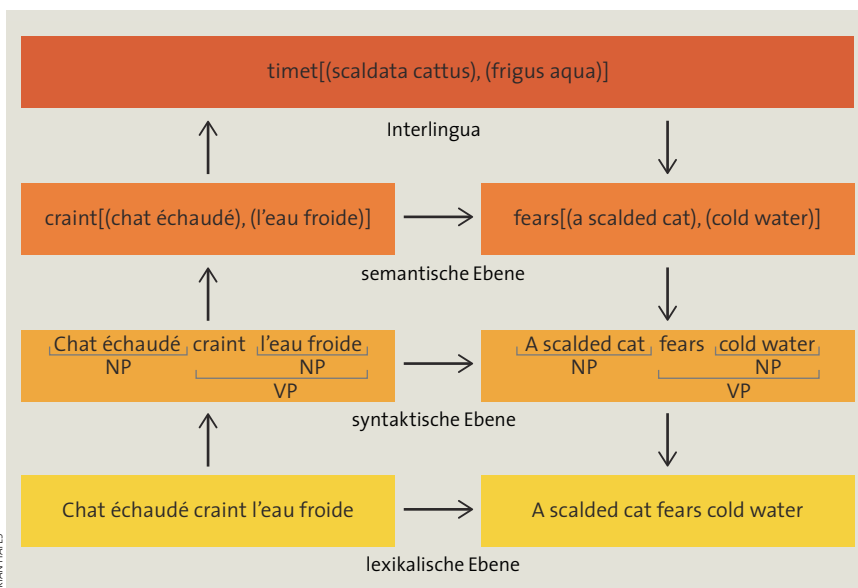 timet[(scaldata cattus), (frigus aqua)]
Interlingua
craint[(chat échaudé), (l'eau froide)]
fears[(a scalded cat), (cold water)]
semantische Ebene
Chat échaudé craint l'eau froide
NP NP
VP
A scalded cat fears cold water
NP NP
VP
syntaktische Ebene
Chat échaudé craint l'eau froide
A scalded cat fears cold water
lexikalische Ebene